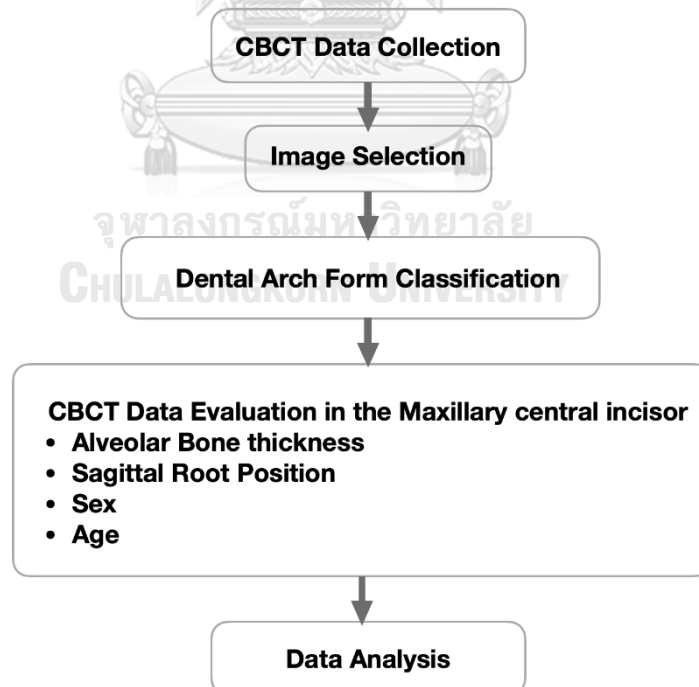 CBCT Data Collection
Image Selection
จุฬาลงกรณ์มหาวิทยาลัย
Dental Arch Form Classification
CHULALONGKORN UNIVERSITY
CBCT Data Evaluation in the Maxillary central incisor
• Alveolar Bone thickness
• Sagittal Root Position
• Sex
• Age
Data Analysis